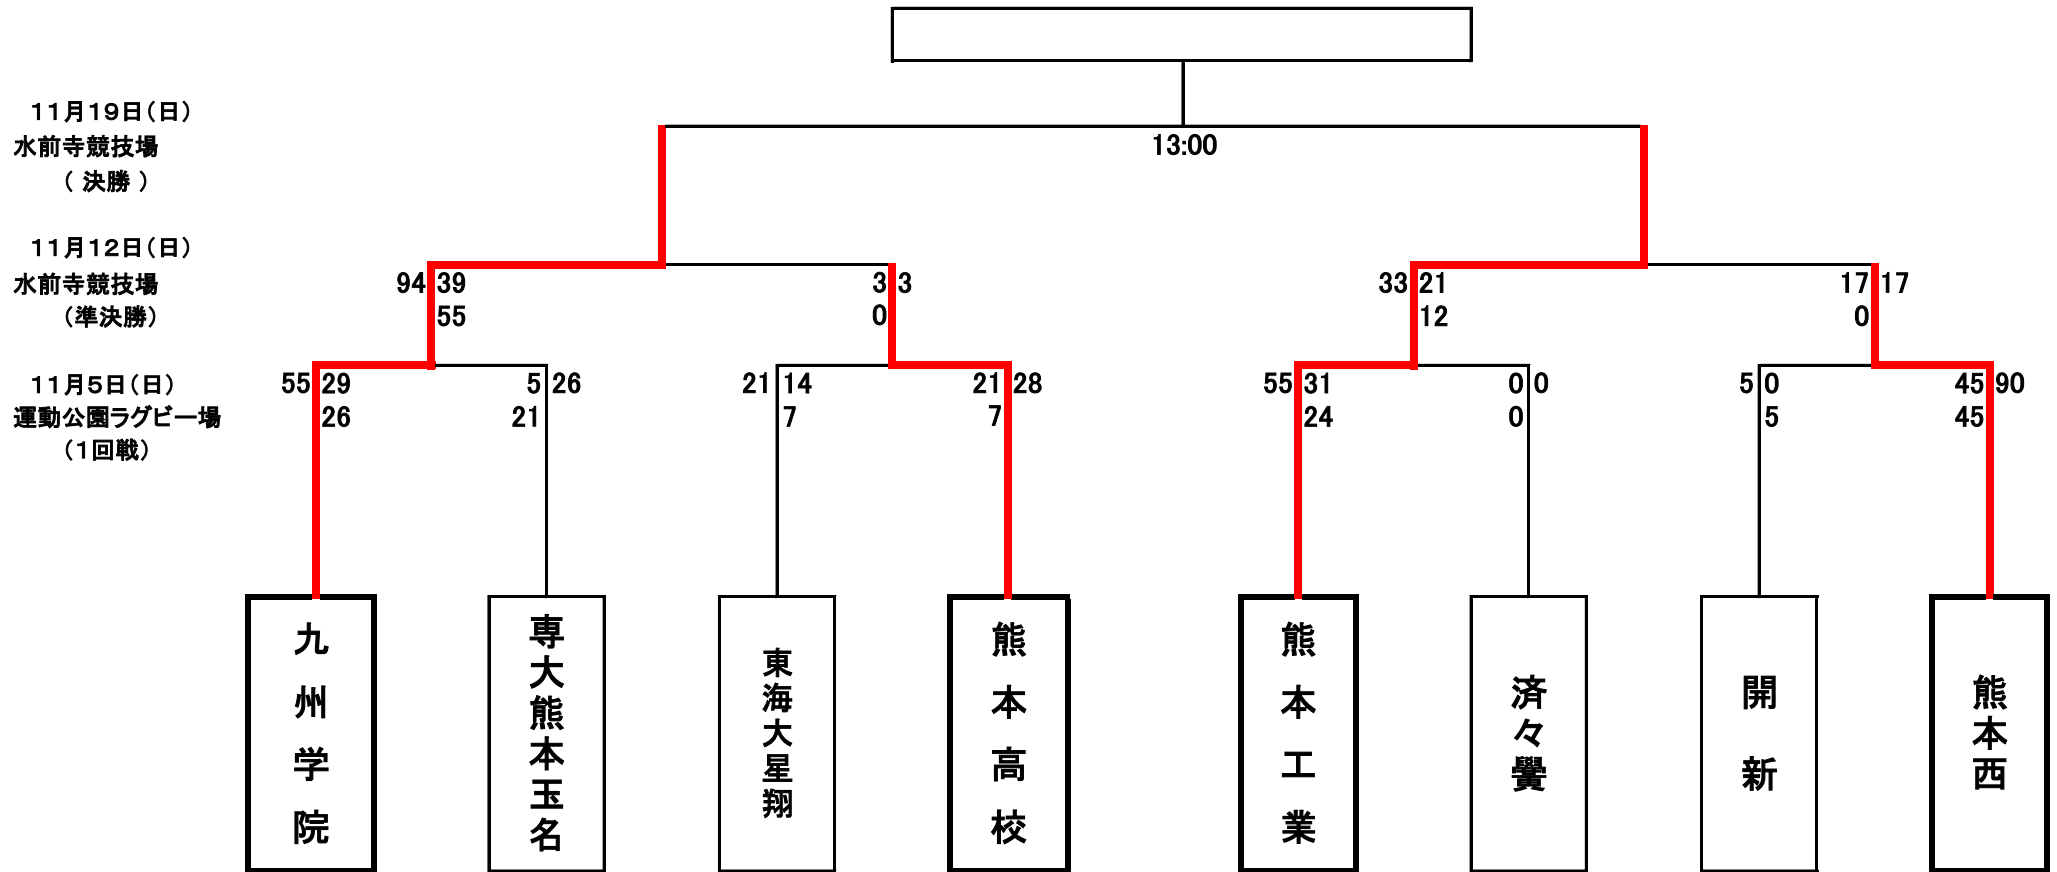 11月19日(日)
水前寺競技場
13:00
( 決勝 )
11月12日(日)
水前寺競技場
94 39 3 3 33 21 17 17
(準決勝)
55 0 12 0
11月5日(日)
55 29 5 26 21 14 21 28 55 31 0 0 5 0 45 90
運動公園ラグビー場
26 21 7 7 24 0 5 45
(1回戦)
九州学院
専大熊本玉名
東海大星翔
熊本高校
熊本工業
済々黌
開新
熊本西